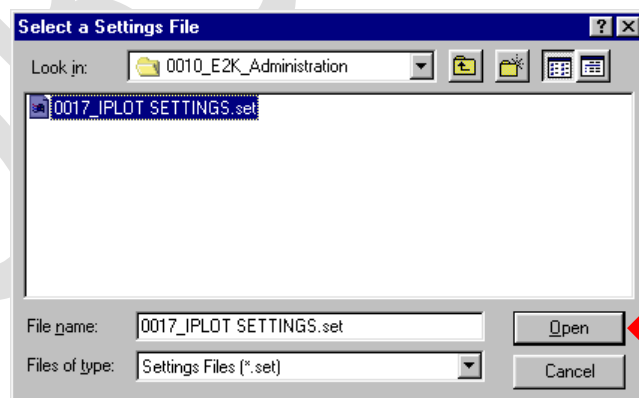 Select a Settings File
Look in: 0010_E2K_Administration
0017_IPLOT SETTINGS.set
File name: 0017_IPLOT SETTINGS.set Open
Files of type: Settings Files (*.set) Cancel